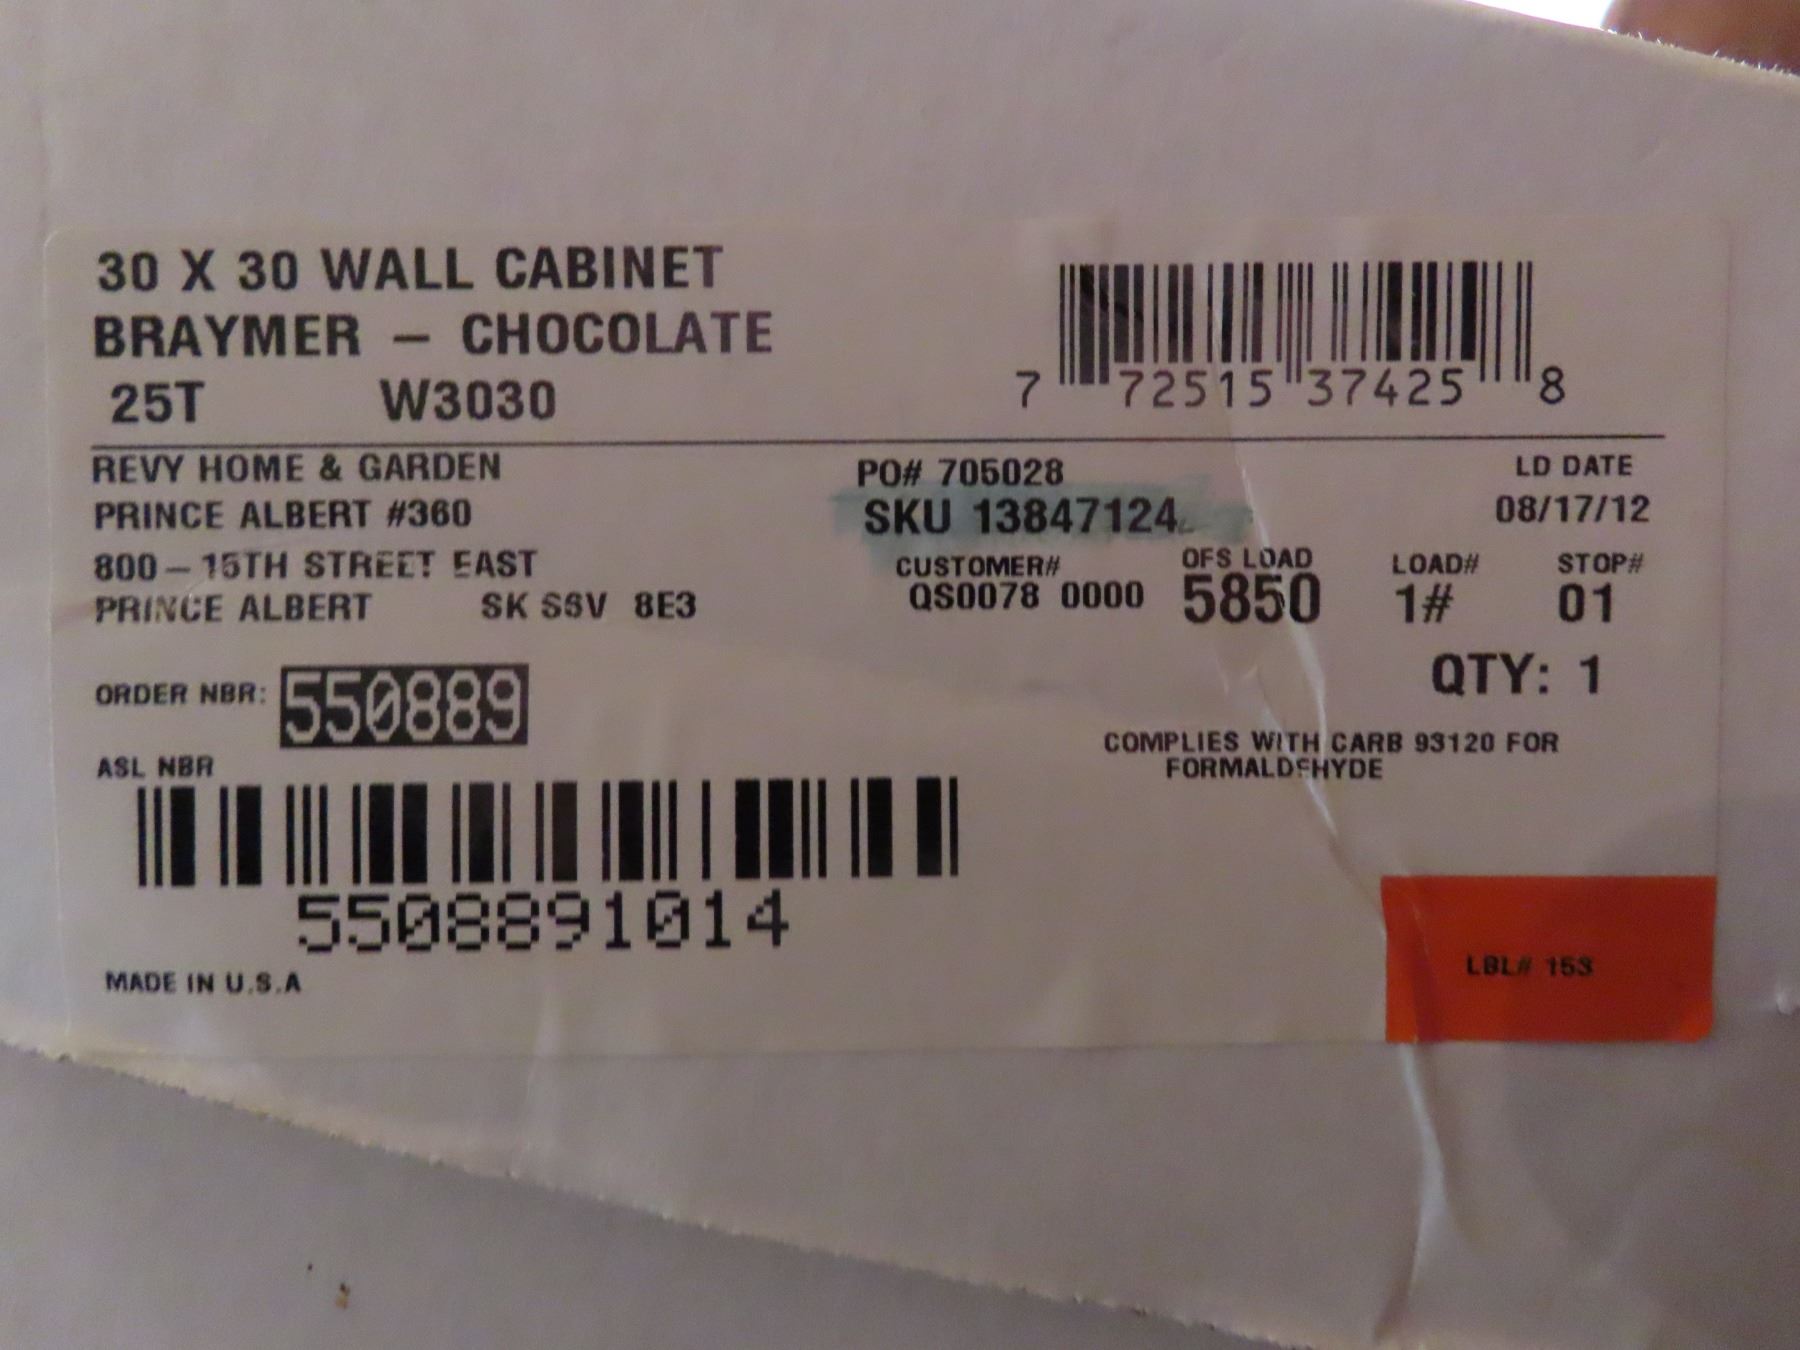 30 X 30 WALL CABINET
BRAYMER – CHOCOLATE
25T W3030
7 72515 37425 8
REVY HOME & GARDEN
PRINCE ALBERT #360
800 – 15TH STREET EAST
PRINCE ALBERT SK S6V 8E3
PO# 705028
SKU 13847124
LD DATE
08/17/12
CUSTOMER#
QS0078 0000
OFS LOAD
5850
LOAD#
1#
STOP#
01
QTY: 1
ORDER NBR: 550889
COMPLIES WITH CARB 93120 FOR
FORMALDEHYDE
ASL NBR
5508891014
MADE IN U.S.A
LBL# 153